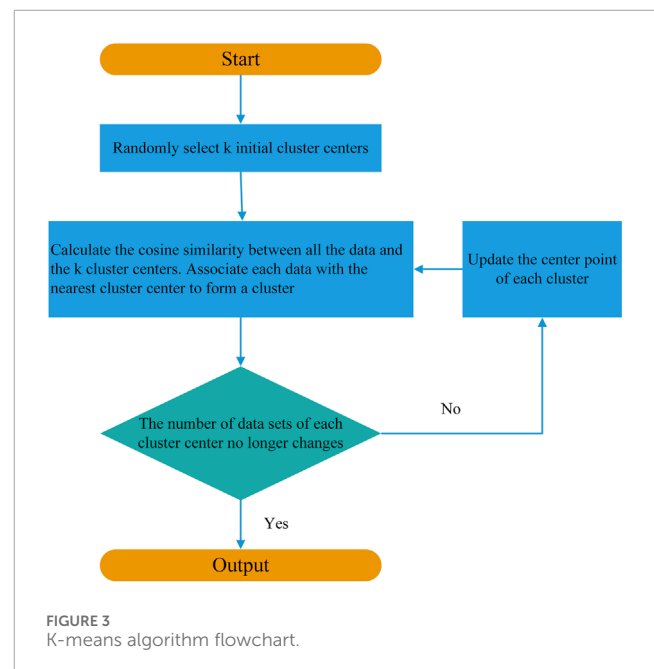 Start
Randomly select k initial cluster centers
Calculate the cosine similarity between all the data and
the k cluster centers. Associate each data with the
nearest cluster center to form a cluster
Update the center point
of each cluster
The number of data sets of each
cluster center no longer changes
No
Yes
Output
FIGURE 3
K-means algorithm flowchart.